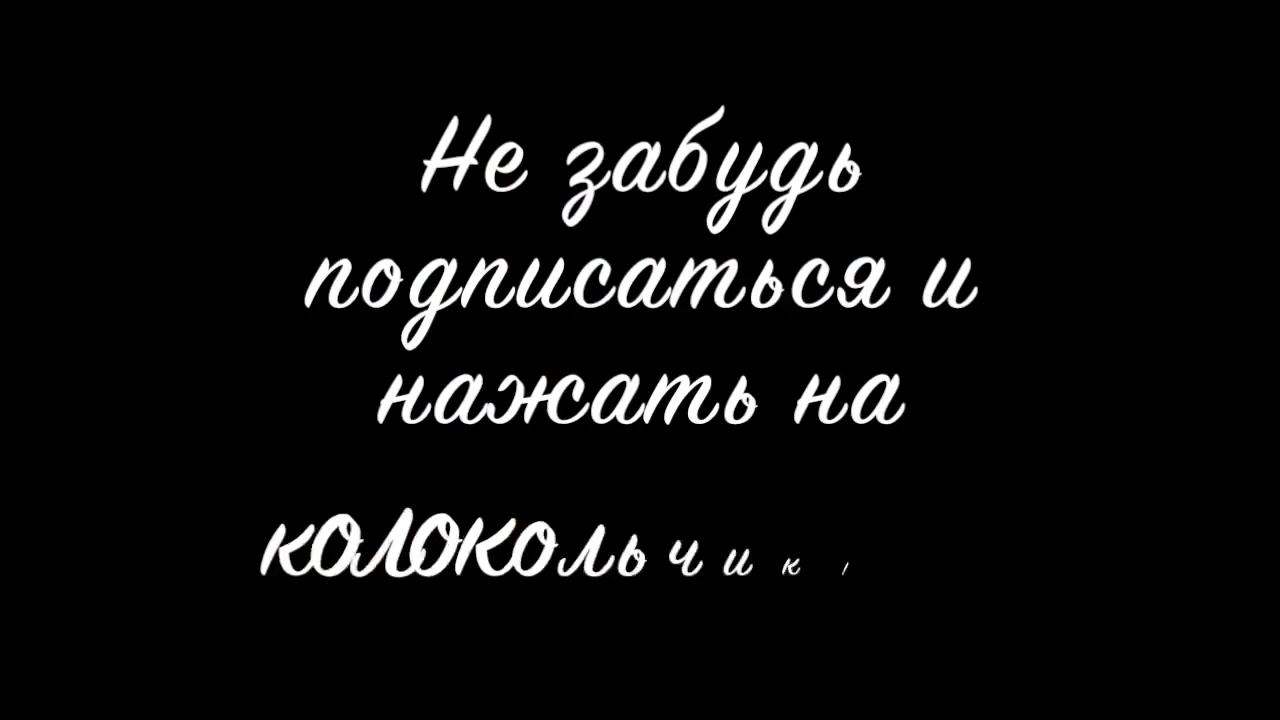 Не забудь
подписаться и
нажать на
колокольчик